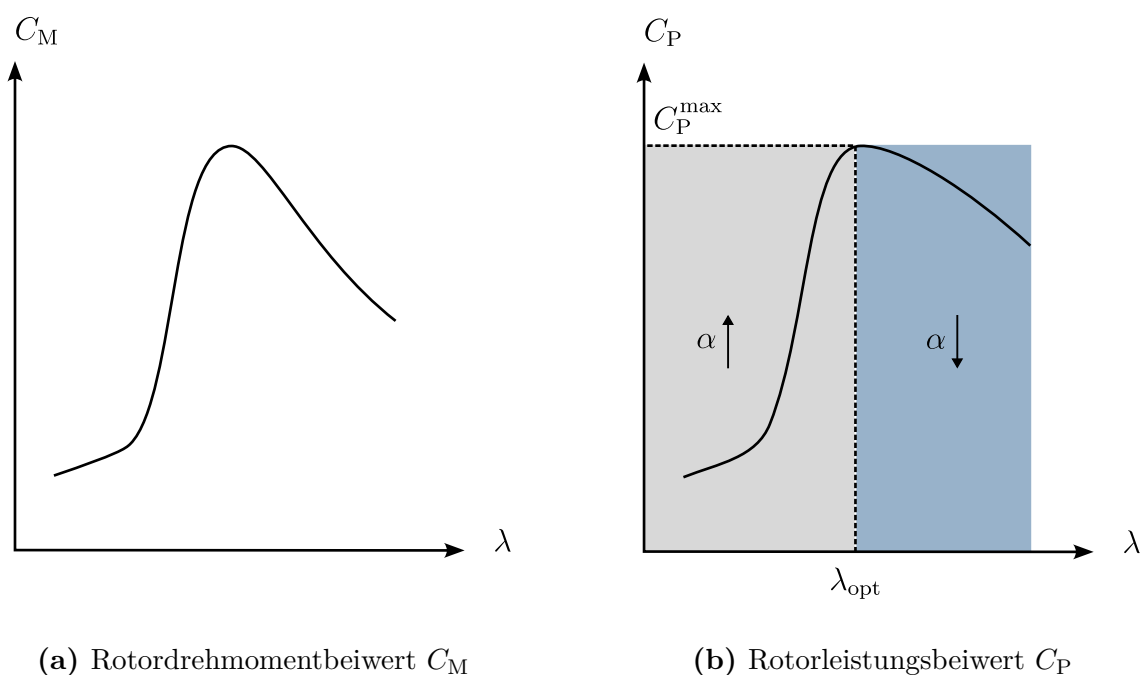 C_M
λ
(a) Rotordrehmomentbeiwert C_M
C_P
C_P^max
α
α
λ
λ_opt
(b) Rotorleistungsbeiwert C_P